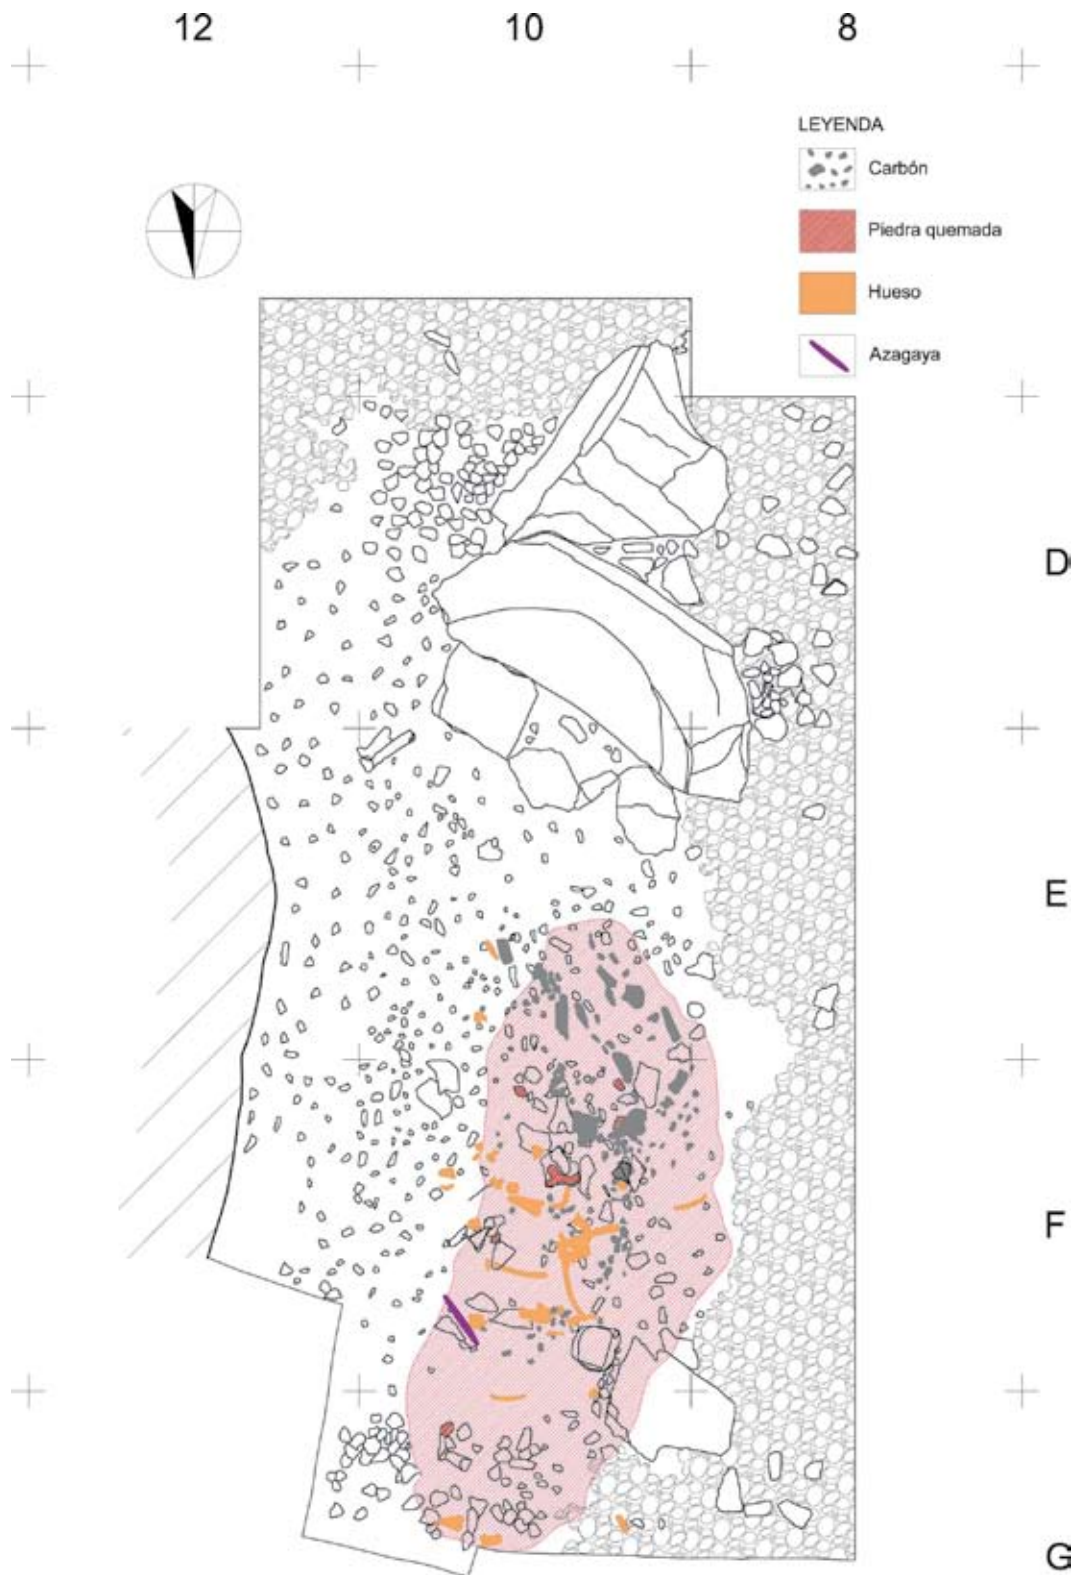 12 10 8
LEYENDA
Carbón
Piedra quemada
Hueso
Azagaya
D
E
F
G